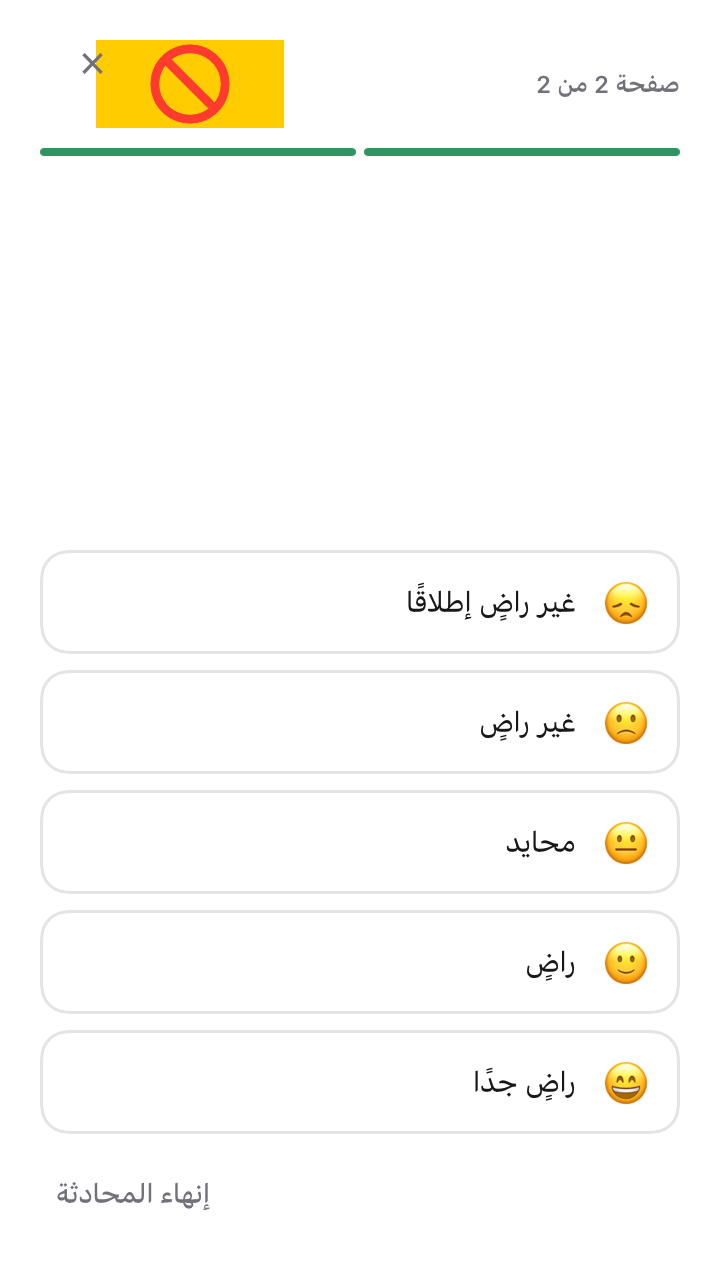 صفحة 2 من 2
غير راضٍ إطلاقًا
غير راضٍ
محايد
راضٍ
راضٍ جدًا
إنهاء المحادثة